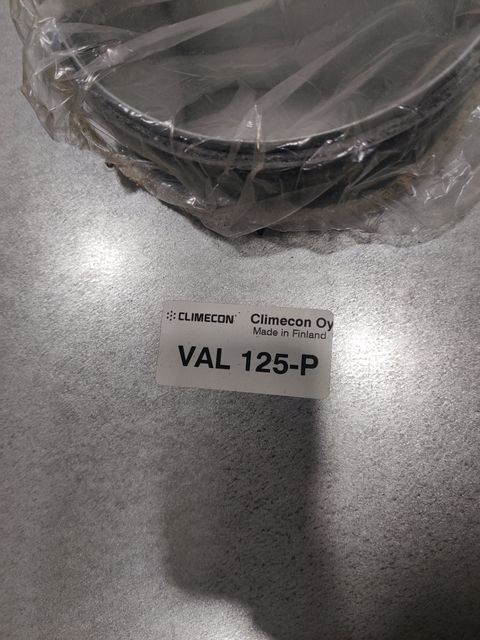 CLIMECON Climecon Oy
Made in Finland
VAL 125-P